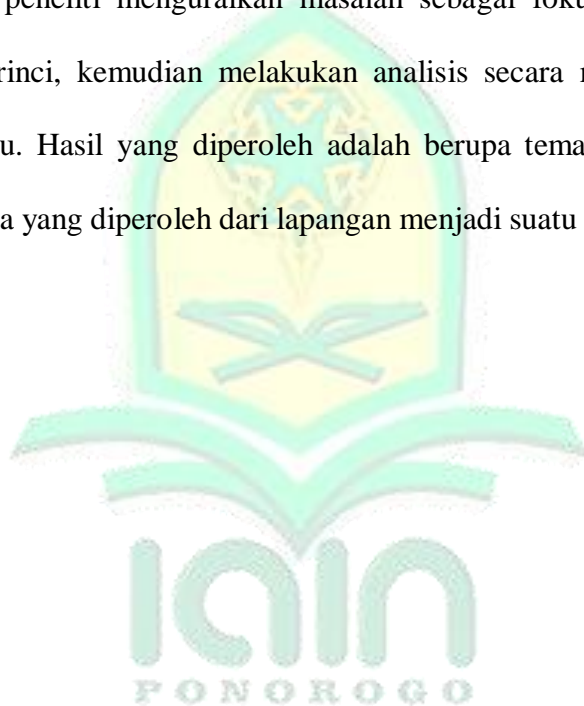 peneliti menguraikan masalah sebagai
rinci, kemudian melakukan analisis secara
u. Hasil yang diperoleh adalah berupa tema
a yang diperoleh dari lapangan menjadi suatu
iain
PONOROGO